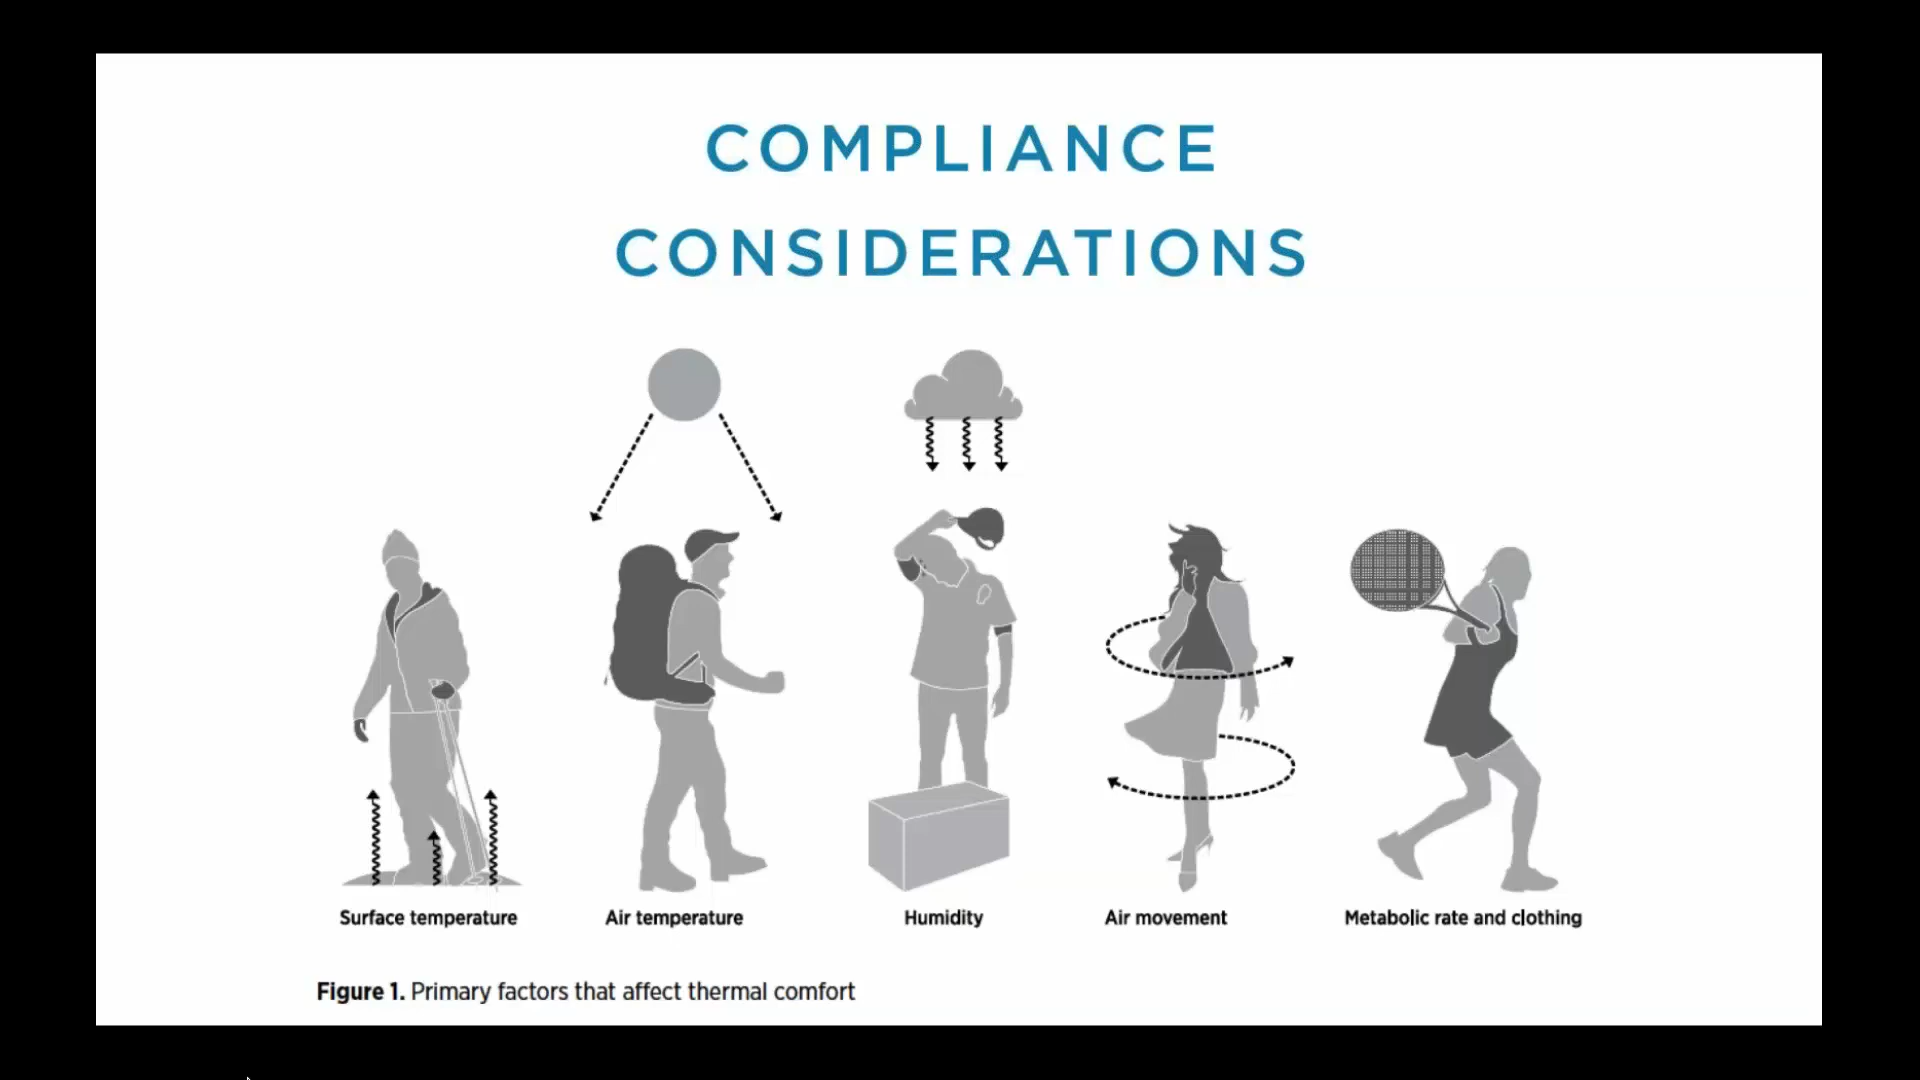 COMPLIANCE
CONSIDERATIONS
Surface temperature
Air temperature
Humidity
Air movement
Metabolic rate and clothing
Figure 1. Primary factors that affect thermal comfort